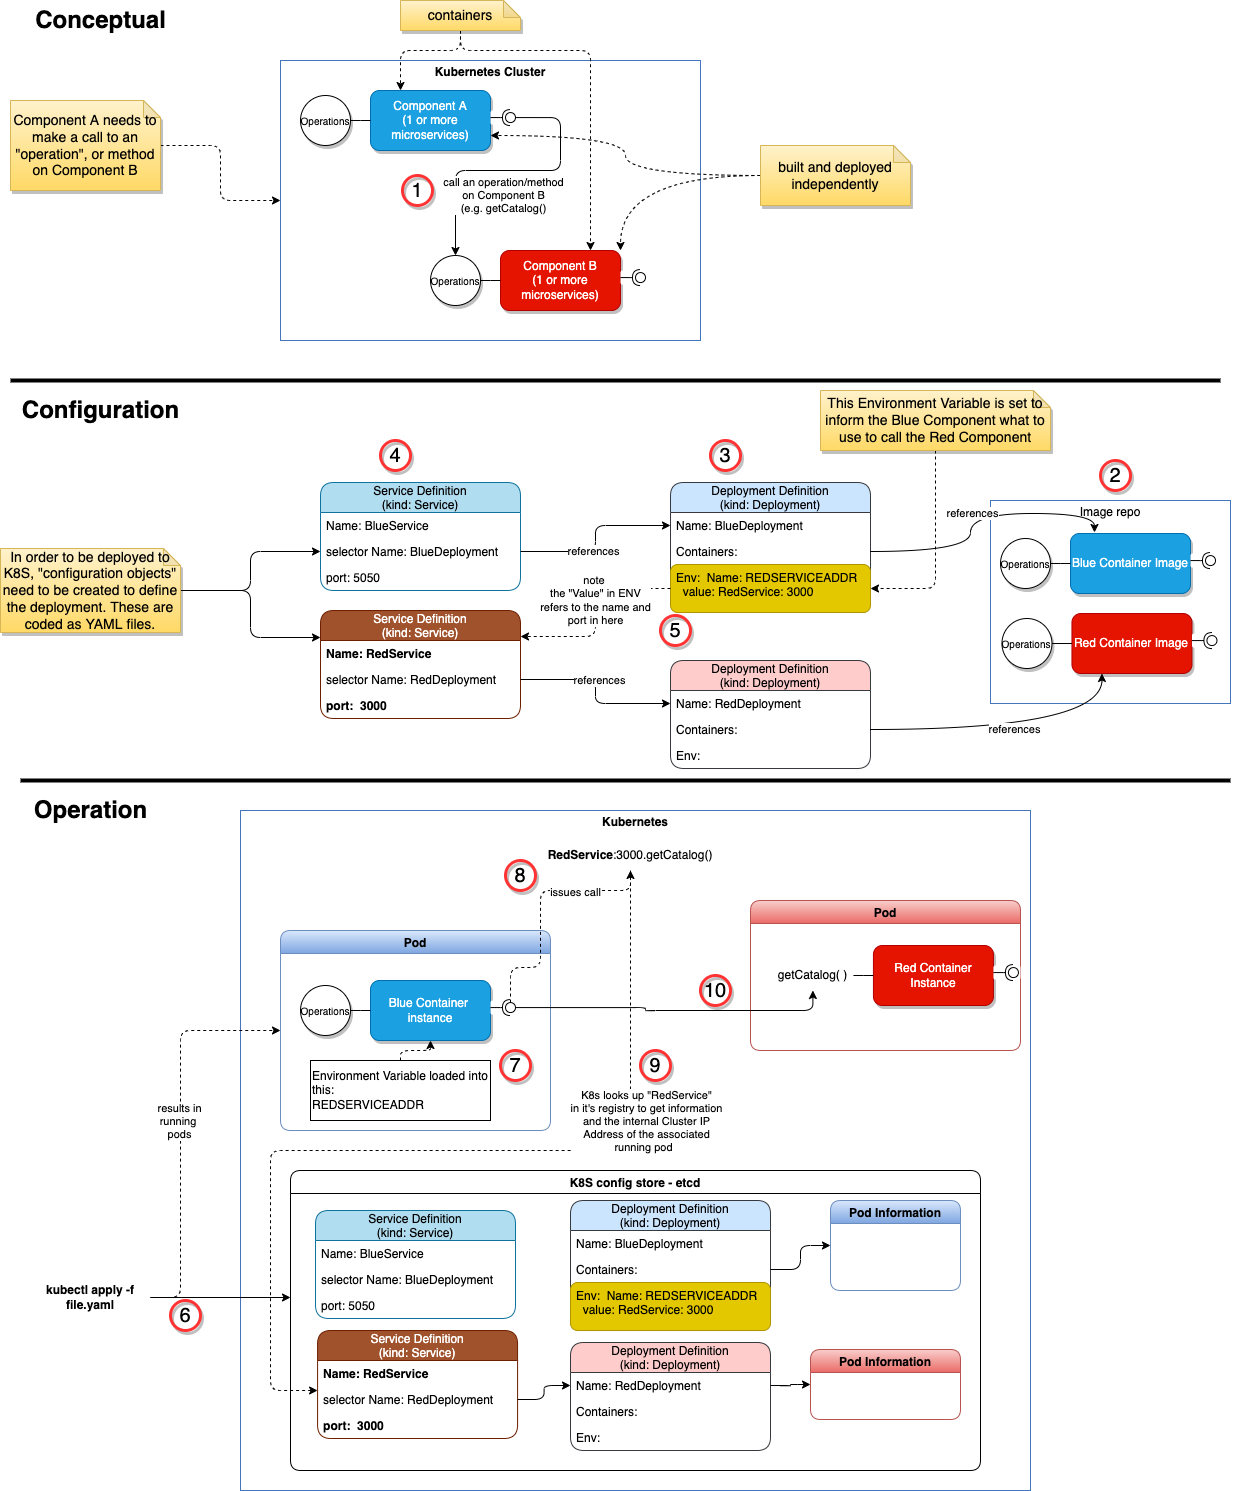 Conceptual
containers
Kubernetes Cluster
Component A needs to
make a call to an
"operation", or method
on Component B
Operations
Component A
(1 or more
microservices)
built and deployed
independently
1
call an operation/method
on Component B
(e.g. getCatalog()
Operations
Component B
(1 or more
microservices)
Configuration
This Environment Variable is set to
inform the Blue Component what to
use to call the Red Component
4
3
2
Service Definition
(kind: Service)
Name: BlueService
selector Name: BlueDeployment
port: 5050
references
Deployment Definition
(kind: Deployment)
Name: BlueDeployment
Containers:
Env:  Name: REDSERVICEADDR
value: RedService: 3000
references
Image repo
Operations
Blue Container Image
Operations
Red Container Image
In order to be deployed to
K8S, "configuration objects"
need to be created to define
the deployment. These are
coded as YAML files.
note
the "Value" in ENV
refers to the name and
port in here
5
Service Definition
(kind: Service)
Name: RedService
selector Name: RedDeployment
port:  3000
references
Deployment Definition
(kind: Deployment)
Name: RedDeployment
Containers:
Env:
references
Operation
Kubernetes
RedService:3000.getCatalog()
8
issues call
Pod
Pod
getCatalog( )
Red Container
Instance
Operations
Blue Container
instance
10
7
9
Environment Variable loaded into
this:
REDSERVICEADDR
K8s looks up "RedService"
in it's registry to get information
and the internal Cluster IP
Address of the associated
running pod
results in
running
pods
K8S config store - etcd
Service Definition
(kind: Service)
Name: BlueService
selector Name: BlueDeployment
port: 5050
Deployment Definition
(kind: Deployment)
Name: BlueDeployment
Containers:
Env:  Name: REDSERVICEADDR
value: RedService: 3000
Pod Information
kubectl apply -f
file.yaml
6
Service Definition
(kind: Service)
Name: RedService
selector Name: RedDeployment
port:  3000
Deployment Definition
(kind: Deployment)
Name: RedDeployment
Containers:
Env:
Pod Information